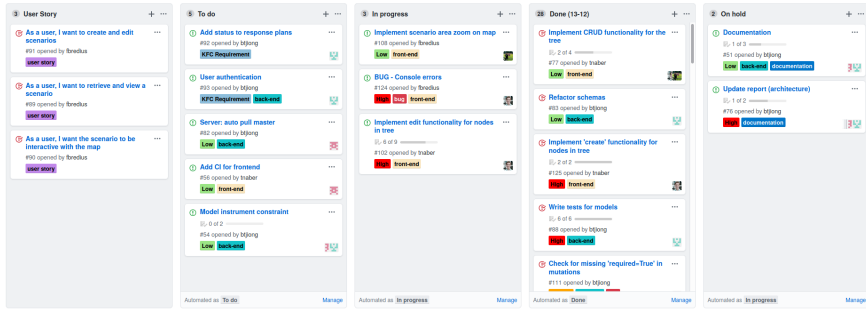 3 User Story
As a user, I want to create and edit
scenarios
#91 opened by fbredius
user story
As a user, I want to retrieve and view a
scenario
#89 opened by fbredius
user story
As a user, I want the scenario to be
interactive with the map
#90 opened by fbredius
user story
5 To do
Add status to response plans
#92 opened by btjiong
KFC Requirement
User authentication
#93 opened by btjiong
KFC Requirement back-end
Server: auto pull master
#82 opened by btjiong
Low back-end
Add CI for frontend
#56 opened by tnaber
Low front-end
Model instrument constraint
0 of 2
#54 opened by btjiong
Low back-end
Automated as To do Manage
3 In progress
Implement scenario area zoom on map
#108 opened by fbredius
Low front-end
BUG - Console errors
#124 opened by fbredius
High bug front-end
Implement edit functionality for nodes
in tree
6 of 9
#102 opened by tnaber
High front-end
Automated as In progress Manage
28 Done (13-12)
Implement CRUD functionality for the
tree
2 of 4
#77 opened by tnaber
Low front-end
Refactor schemas
#83 opened by btjiong
Low back-end
Implement 'create' functionality for
nodes in tree
2 of 2
#125 opened by tnaber
High front-end
Write tests for models
6 of 6
#88 opened by btjiong
High back-end
Check for missing 'required=True' in
mutations
#111 opened by btjiong
Automated as Done Manage
2 On hold
Documentation
1 of 3
#51 opened by btjiong
Low back-end documentation
Update report (architecture)
1 of 2
#76 opened by btjiong
High documentation
Automated as In progress Manage